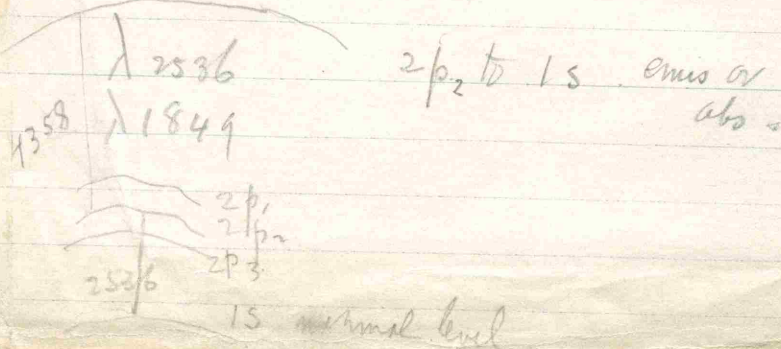 λ 2536 2p₂ to 1s emis or
λ 1849 abs
4358
2p₁
2p₂
2p₃
2536
1S normal level